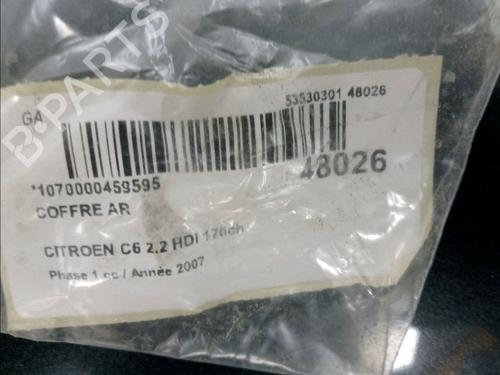 GA
53530301 48026
*1070000459595
48026
COFFRE AR
CITROEN C6 2.2 HDI 170ch
Phase 1 cc / Année 2007
B-PARTS